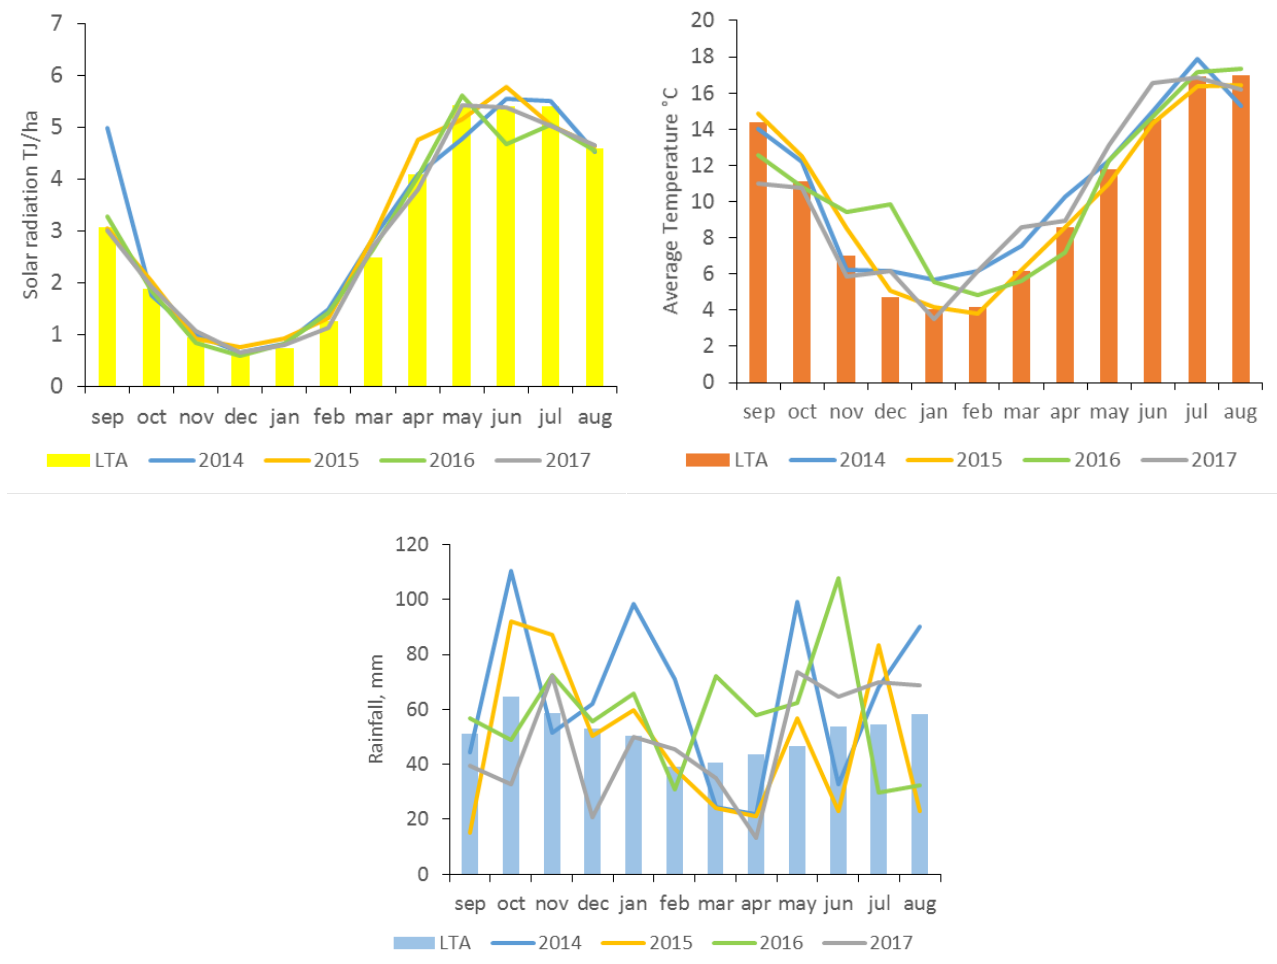 7
6
5
4
3
2
1
0
Solar radiation TJ/ha
sep oct nov dec jan feb mar apr may jun jul aug
LTA 2014 2015 2016 2017
20
18
16
14
12
10
8
6
4
2
0
Average Temperature °C
sep oct nov dec jan feb mar apr may jun jul aug
LTA 2014 2015 2016 2017
120
100
80
60
40
20
0
Rainfall, mm
sep oct nov dec jan feb mar apr may jun jul aug
LTA 2014 2015 2016 2017